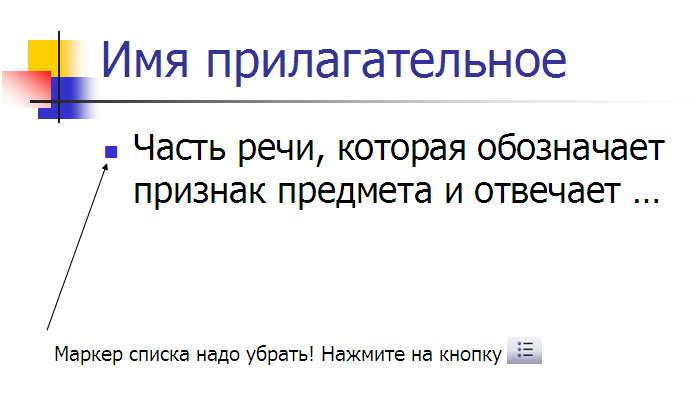 Имя прилагательное
Часть речи, которая обозначает
признак предмета и отвечает ...
Маркер списка надо убрать! Нажмите на кнопку